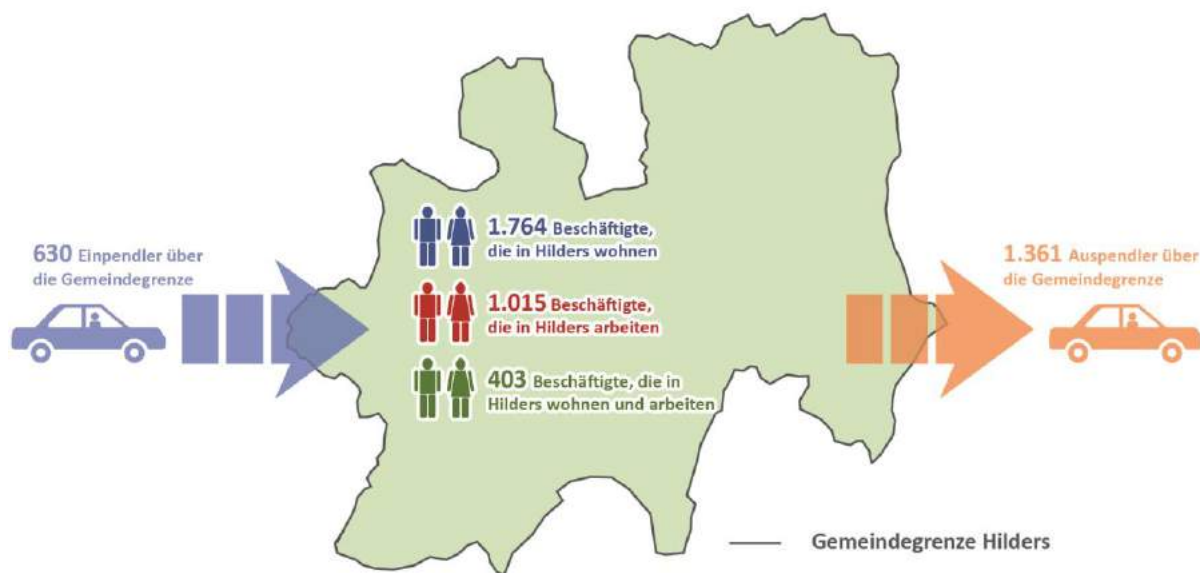 630 Einpendler über
die Gemeindegrenze
1.764 Beschäftigte,
die in Hilders wohnen
1.015 Beschäftigte,
die in Hilders arbeiten
403 Beschäftigte, die in
Hilders wohnen und arbeiten
1.361 Auspendler über
die Gemeindegrenze
Gemeindegrenze Hilders